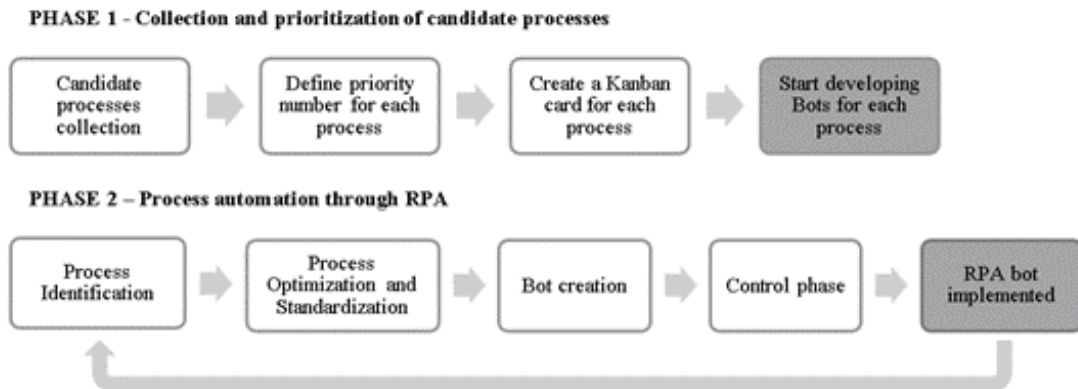 PHASE 1 - Collection and prioritization of candidate processes
Candidate
processes
collection
Define priority
number for each
process
Create a Kanban
card for each
process
Start developing
Bots for each
process
PHASE 2 – Process automation through RPA
Process
Identification
Process
Optimization and
Standardization
Bot creation
Control phase
RPA bot
implemented